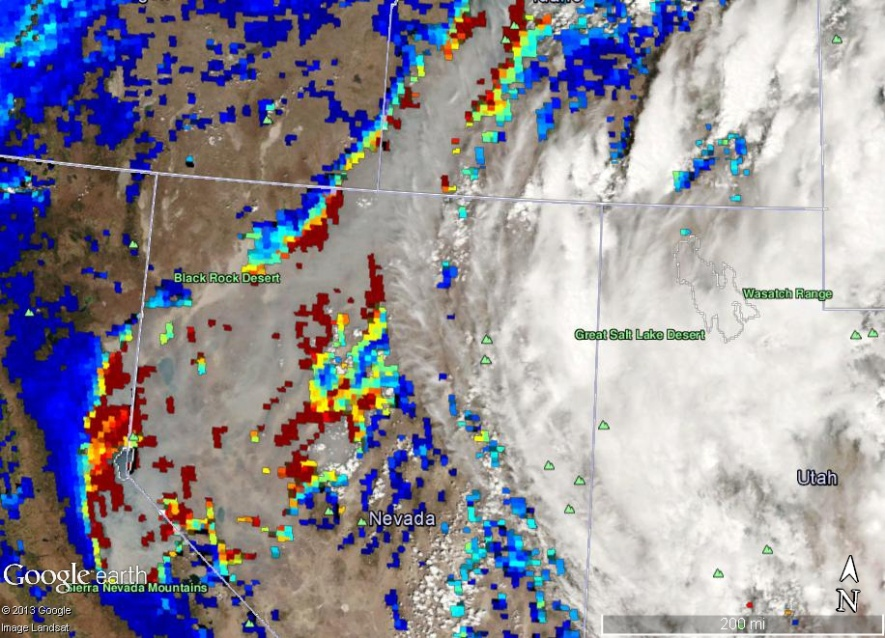 Idaho
Black Rock Desert
Wasatch Range
Great Salt Lake Desert
Utah
Nevada
Google earth
Sierra Nevada Mountains
© 2013 Google
Image Landsat
N
200 mi